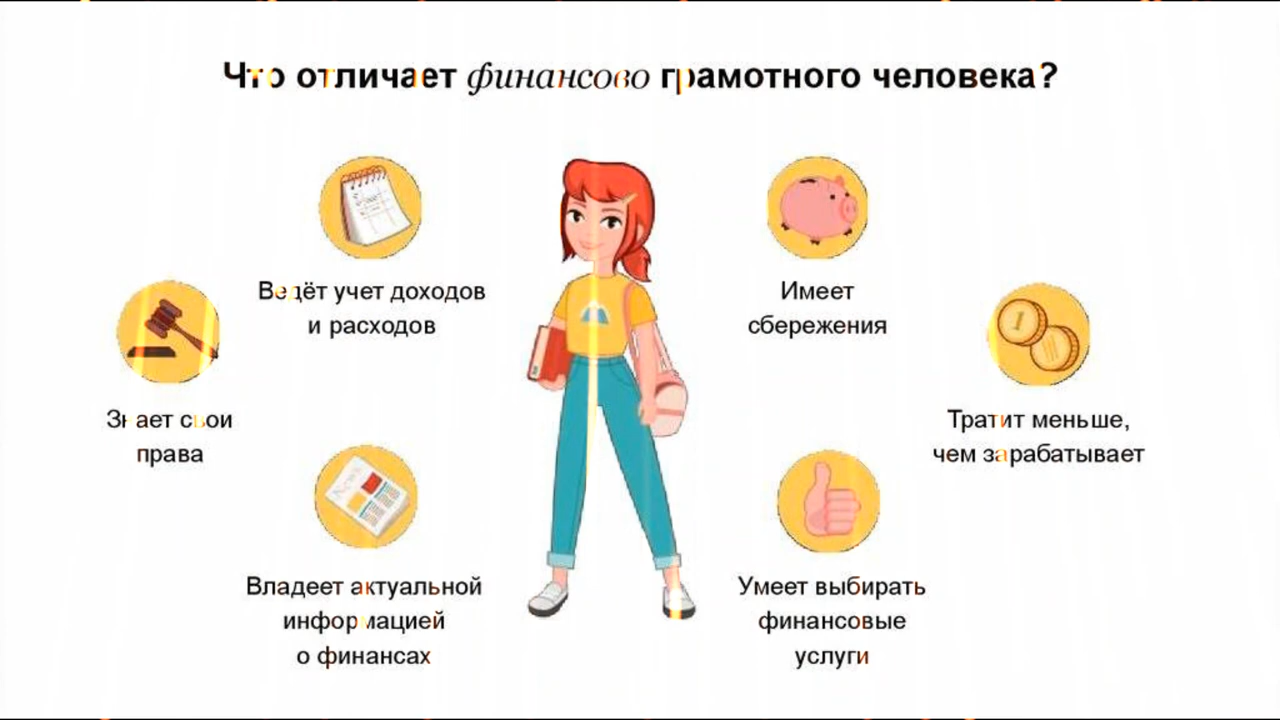 Что отличает финансово грамотного человека?
Ведёт учет доходов
и расходов
Имеет
сбережения
Знает свои
права
Тратит меньше,
чем зарабатывает
Владеет актуальной
информацией
о финансах
Умеет выбирать
финансовые
услуги